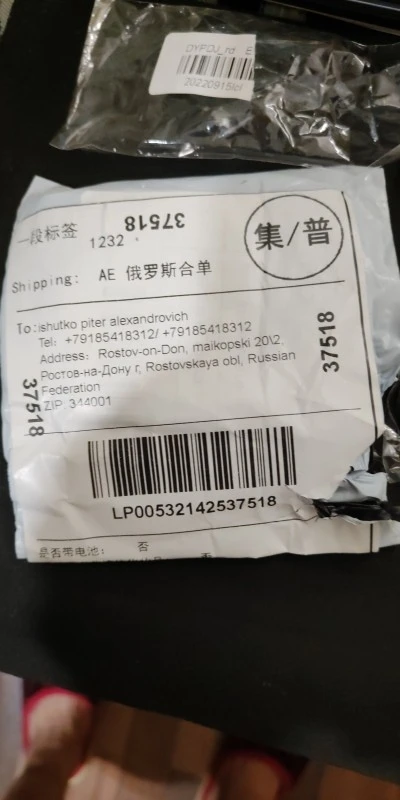 DYPDJ_rd E
20220915ldl
37518
一段标签
1232
集/普
Shipping: AE 俄罗斯合单
To:ishutko piter alexandrovich
Tel: +79185418312/ +79185418312
Address: Rostov-on-Don, maikopski 20\2,
Ростов-на-Дону г, Rostovskaya obl, Russian
Federation
ZIP 344001
37518
37518
LP00532142537518
是否带电池: 否